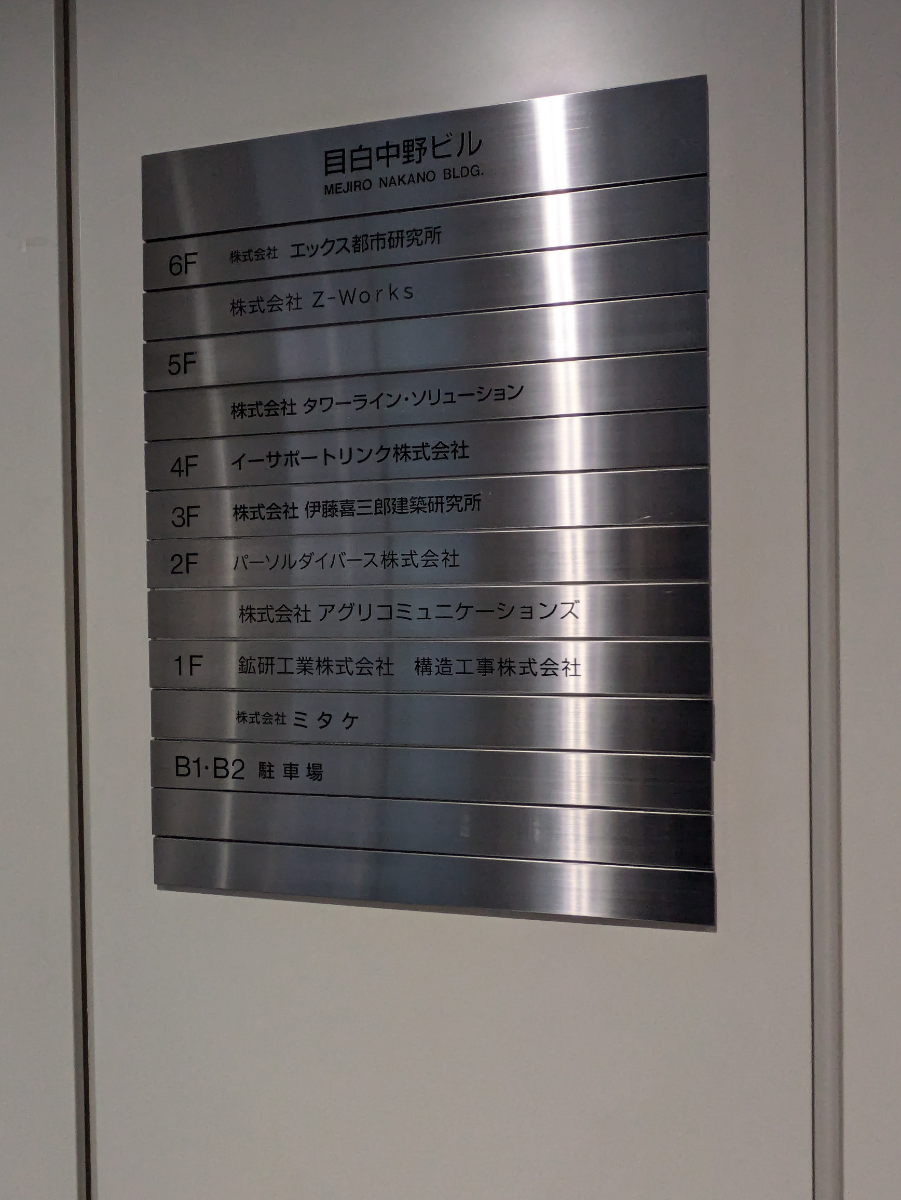 目白中野ビル
MEJIRO NAKANO BLDG.
6F 株式会社 エックス都市研究所
株式会社 Z-Works
5F
株式会社 タワーライン・ソリューション
4F イーサポートリンク株式会社
3F 株式会社 伊藤喜三郎建築研究所
2F パーソルダイバース株式会社
株式会社 アグリコミュニケーションズ
1F 鉱研工業株式会社 構造工事株式会社
株式会社 ミタケ
B1・B2 駐車場